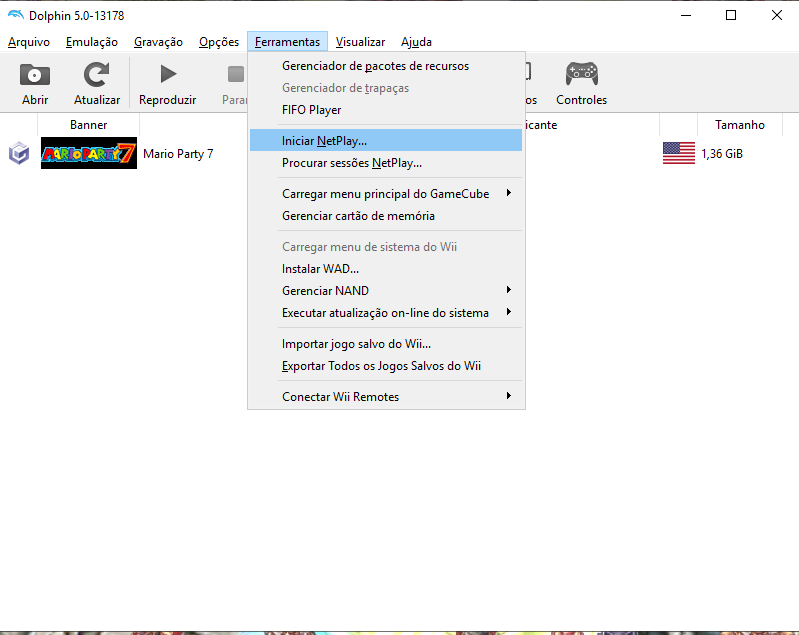 Dolphin 5.0-13178
Arquivo Emulação Gravação Opções Ferramentas Visualizar Ajuda
Abrir Atualizar Reproduzir Parar os Controles
Banner icante Tamanho
MARIO PARTY 7 Mario Party 7 1,36 GiB
Gerenciador de pacotes de recursos
Gerenciador de trapaças
FIFO Player
Iniciar NetPlay...
Procurar sessões NetPlay...
Carregar menu principal do GameCube
Gerenciar cartão de memória
Carregar menu de sistema do Wii
Instalar WAD...
Gerenciar NAND
Executar atualização on-line do sistema
Importar jogo salvo do Wii...
Exportar Todos os Jogos Salvos do Wii
Conectar Wii Remotes